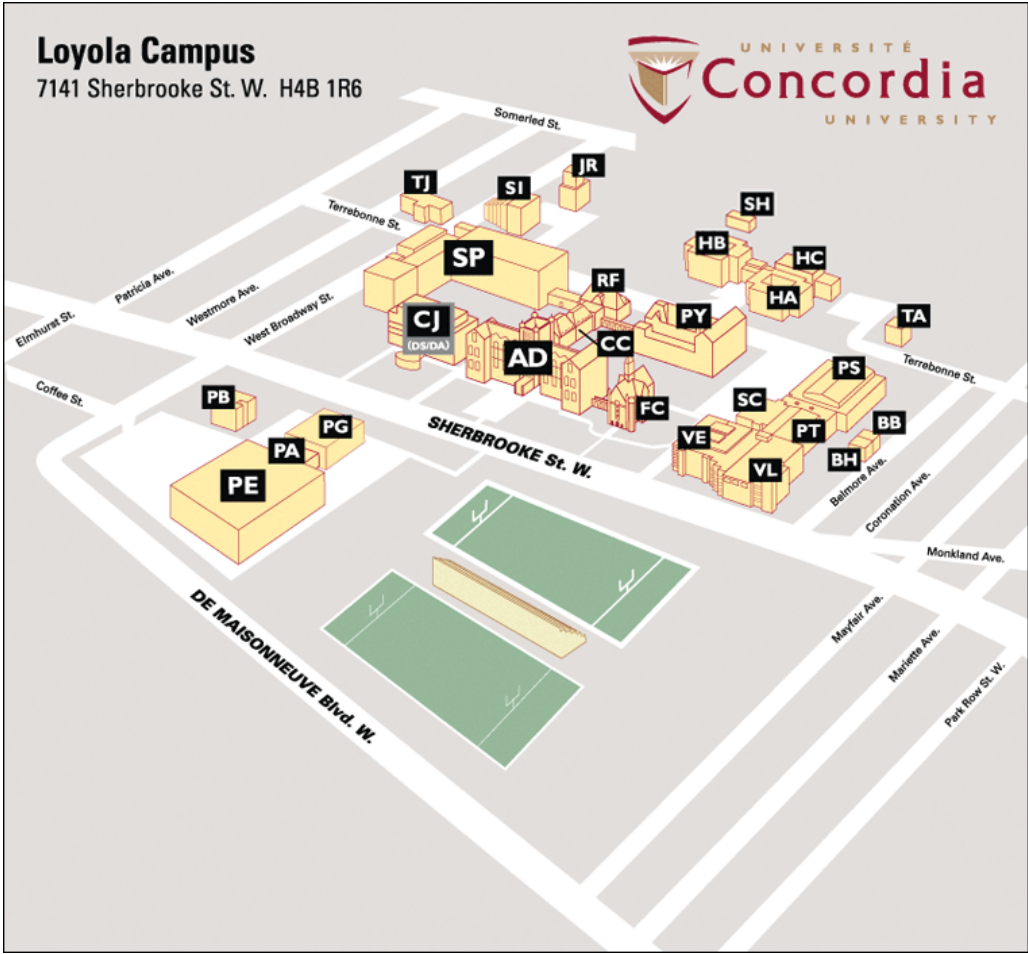 Loyola Campus
7141 Sherbrooke St. W. H4B 1R6
UNIVERSITÉ
Concordia
UNIVERSITY
Somerled St.
JR
TJ
SI
SH
Terrebonne St.
HB
SP
HC
Patricia Ave.
RF
HA
Westmore Ave.
West Broadway St.
CJ
(DS/DA)
PY
TA
Elmhurst St.
CC
AD
Terrebonne St.
PS
Coffee St.
PB
SC
FC
BB
PG
SHERBROOKE St. W.
VE
PT
PA
BH
VL
PE
Belmore Ave.
Coronation Ave.
Monkland Ave.
DE MAISONNEUVE Blvd. W.
Mayfair Ave.
Mariette Ave.
Park Row St. W.